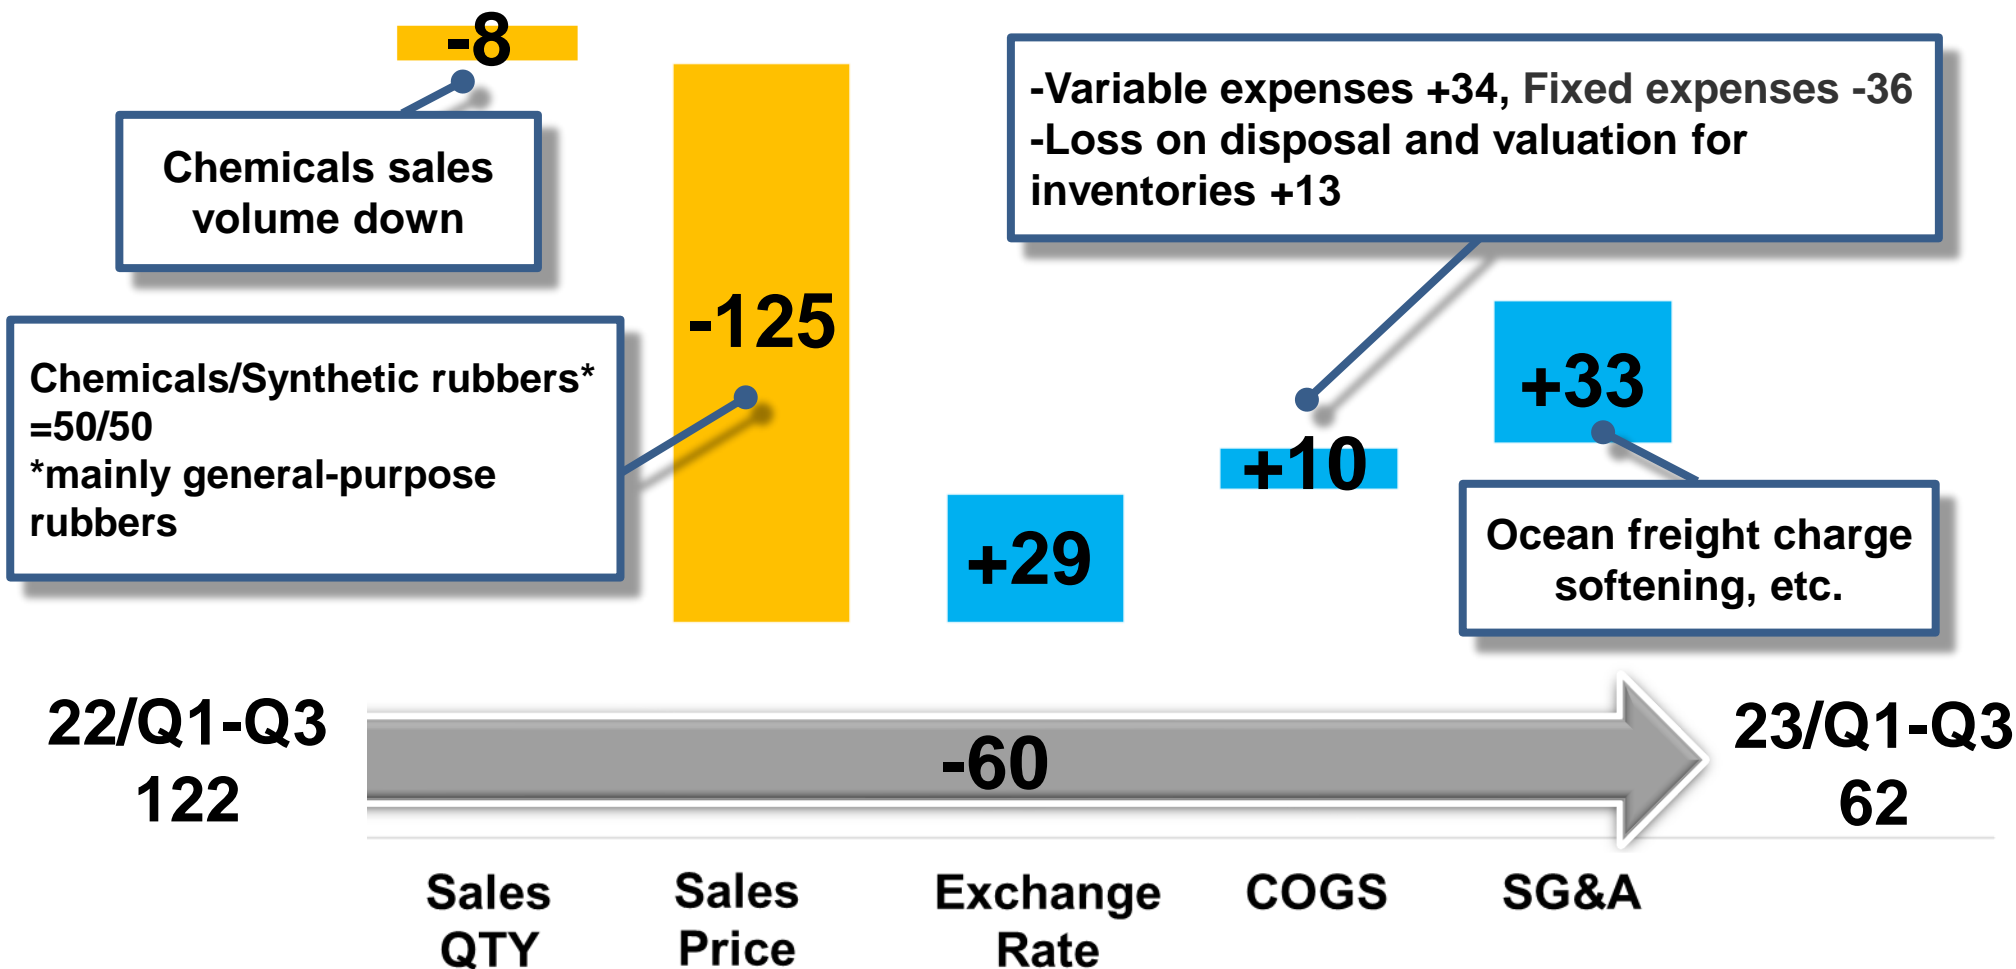 -8
Chemicals sales
volume down
-Variable expenses +34, Fixed expenses -36
-Loss on disposal and valuation for
inventories +13
-125
Chemicals/Synthetic rubbers*
=50/50
*mainly general-purpose
rubbers
+29
+10
+33
Ocean freight charge
softening, etc.
22/Q1-Q3
122
-60
23/Q1-Q3
62
Sales
QTY
Sales
Price
Exchange
Rate
COGS
SG&A